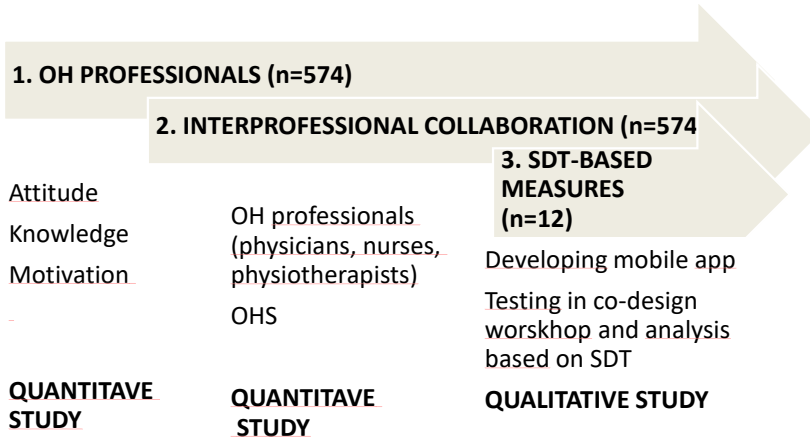 1. OH PROFESSIONALS (n=574)
2. INTERPROFESSIONAL COLLABORATION (n=574
3. SDT-BASED
MEASURES
(n=12)
Attitude
Knowledge
Motivation
QUANTITAVE
STUDY
OH professionals
(physicians, nurses,
physiotherapists)
OHS
QUANTITAVE
STUDY
Developing mobile app
Testing in co-design
worskhop and analysis
based on SDT
QUALITATIVE STUDY